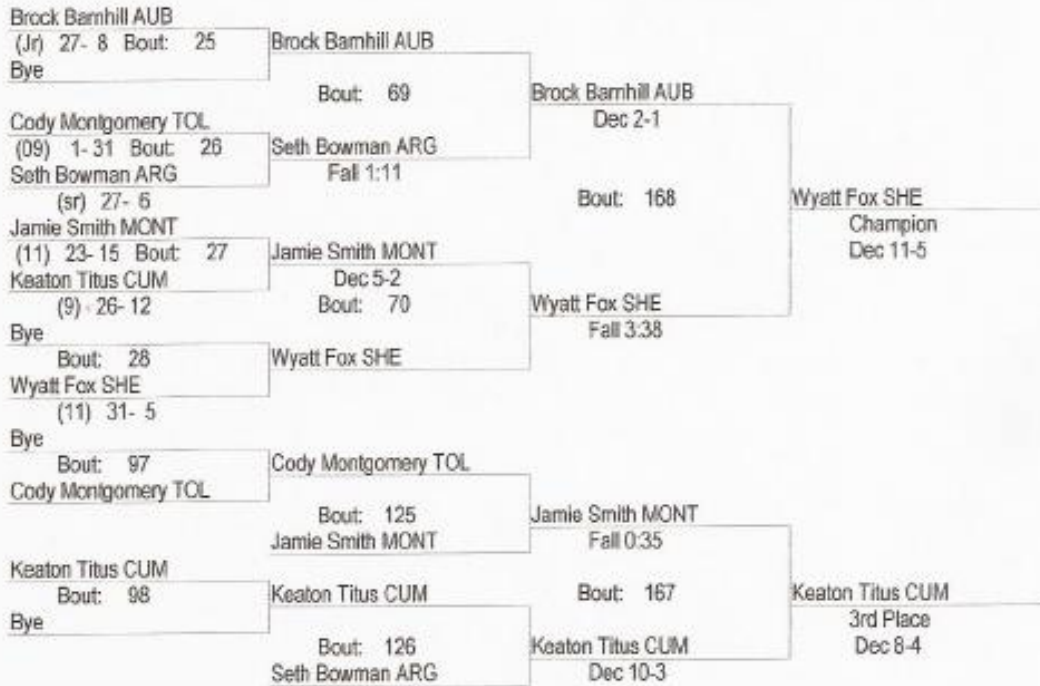 Brock Barnhill AUB
(Jr) 27- 8 Bout: 25
Bye
Cody Montgomery TOL
(09) 1- 31 Bout: 26
Seth Bowman ARG
(sr) 27- 6
Jamie Smith MONT
(11) 23- 15 Bout: 27
Keaton Titus CUM
(9) 26- 12
Bye
Bout: 28
Wyatt Fox SHE
(11) 31- 5
Bye
Bout: 97
Cody Montgomery TOL
Keaton Titus CUM
Bout: 98
Bye
Brock Barnhill AUB
Bout: 69
Seth Bowman ARG
Fall 1:11
Jamie Smith MONT
Dec 5-2
Bout: 70
Wyatt Fox SHE
Cody Montgomery TOL
Bout: 125
Jamie Smith MONT
Keaton Titus CUM
Bout: 126
Seth Bowman ARG
Brock Barnhill AUB
Dec 2-1
Bout: 168
Wyatt Fox SHE
Fall 3:38
Jamie Smith MONT
Fall 0:35
Bout: 167
Keaton Titus CUM
Dec 10-3
Wyatt Fox SHE
Champion
Dec 11-5
Keaton Titus CUM
3rd Place
Dec 8-4